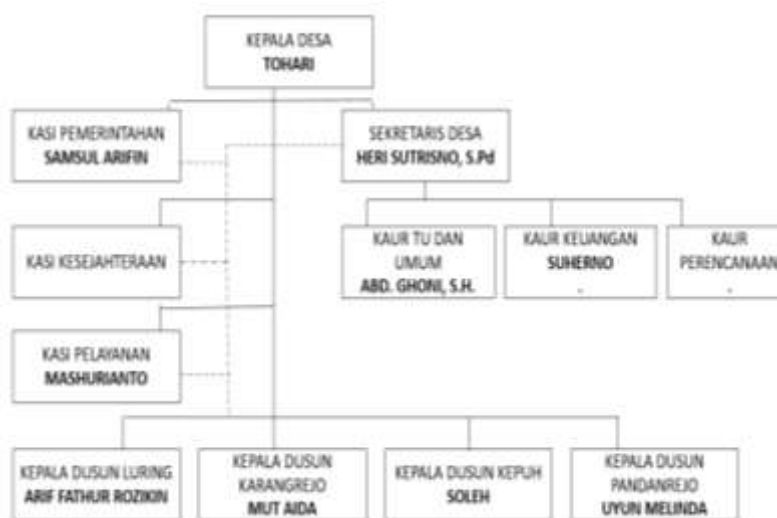 KEPALA DESA
TOHARI
KASI PEMERINTAHAN
SAMSUL ARIFIN
SEKRETARIS DESA
HERI SUTRISNO, S.Pd
KASI KESEJAHTERAAN
KAUR TU DAN
UMUM
ABD. GHONI, S.H.
KAUR KEUANGAN
SUHERNO
.
KAUR
PERENCANAAN
.
KASI PELAYANAN
MASHURIANTO
KEPALA DUSUN LURING
ARIF FATHUR ROZIKIN
KEPALA DUSUN
KARANGREJO
MUT AIDA
KEPALA DUSUN KEPUH
SOLEH
KEPALA DUSUN
PANDANREJO
UYUN MELINDA